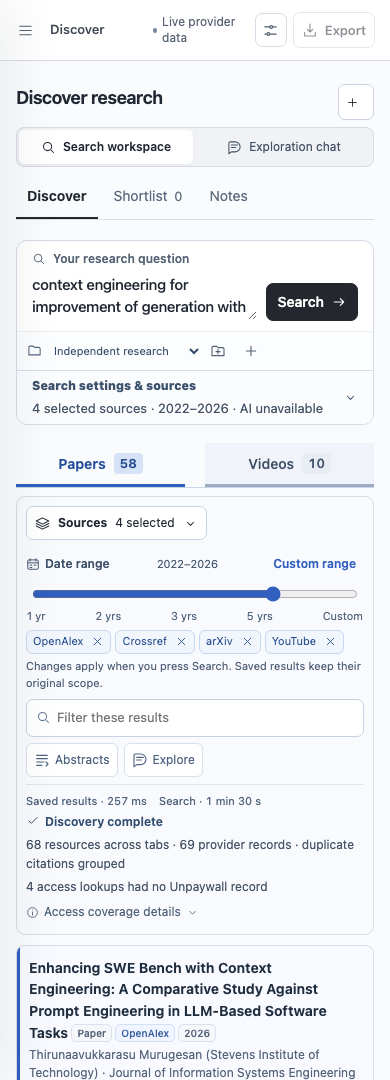 Discover
Live provider
data
Export
Discover research
+
Search workspace
Exploration chat
Discover
Shortlist 0
Notes
Your research question
context engineering for
improvement of generation with
Search →
Independent research
Search settings & sources
4 selected sources · 2022–2026 · AI unavailable
Papers 58
Videos 10
Sources 4 selected
Date range
2022–2026
Custom range
1 yr
2 yrs
3 yrs
5 yrs
Custom
OpenAlex ×
Crossref ×
arXiv ×
YouTube ×
Changes apply when you press Search. Saved results keep their
original scope.
Filter these results
Abstracts
Explore
Saved results · 257 ms Search · 1 min 30 s
Discovery complete
68 resources across tabs · 69 provider records · duplicate
citations grouped
4 access lookups had no Unpaywall record
Access coverage details
Enhancing SWE Bench with Context
Engineering: A Comparative Study Against
Prompt Engineering in LLM-Based Software
Tasks Paper OpenAlex 2026
Thirunaavukkarasu Murugesan (Stevens Institute of
Technology) · Journal of Information Systems Engineering